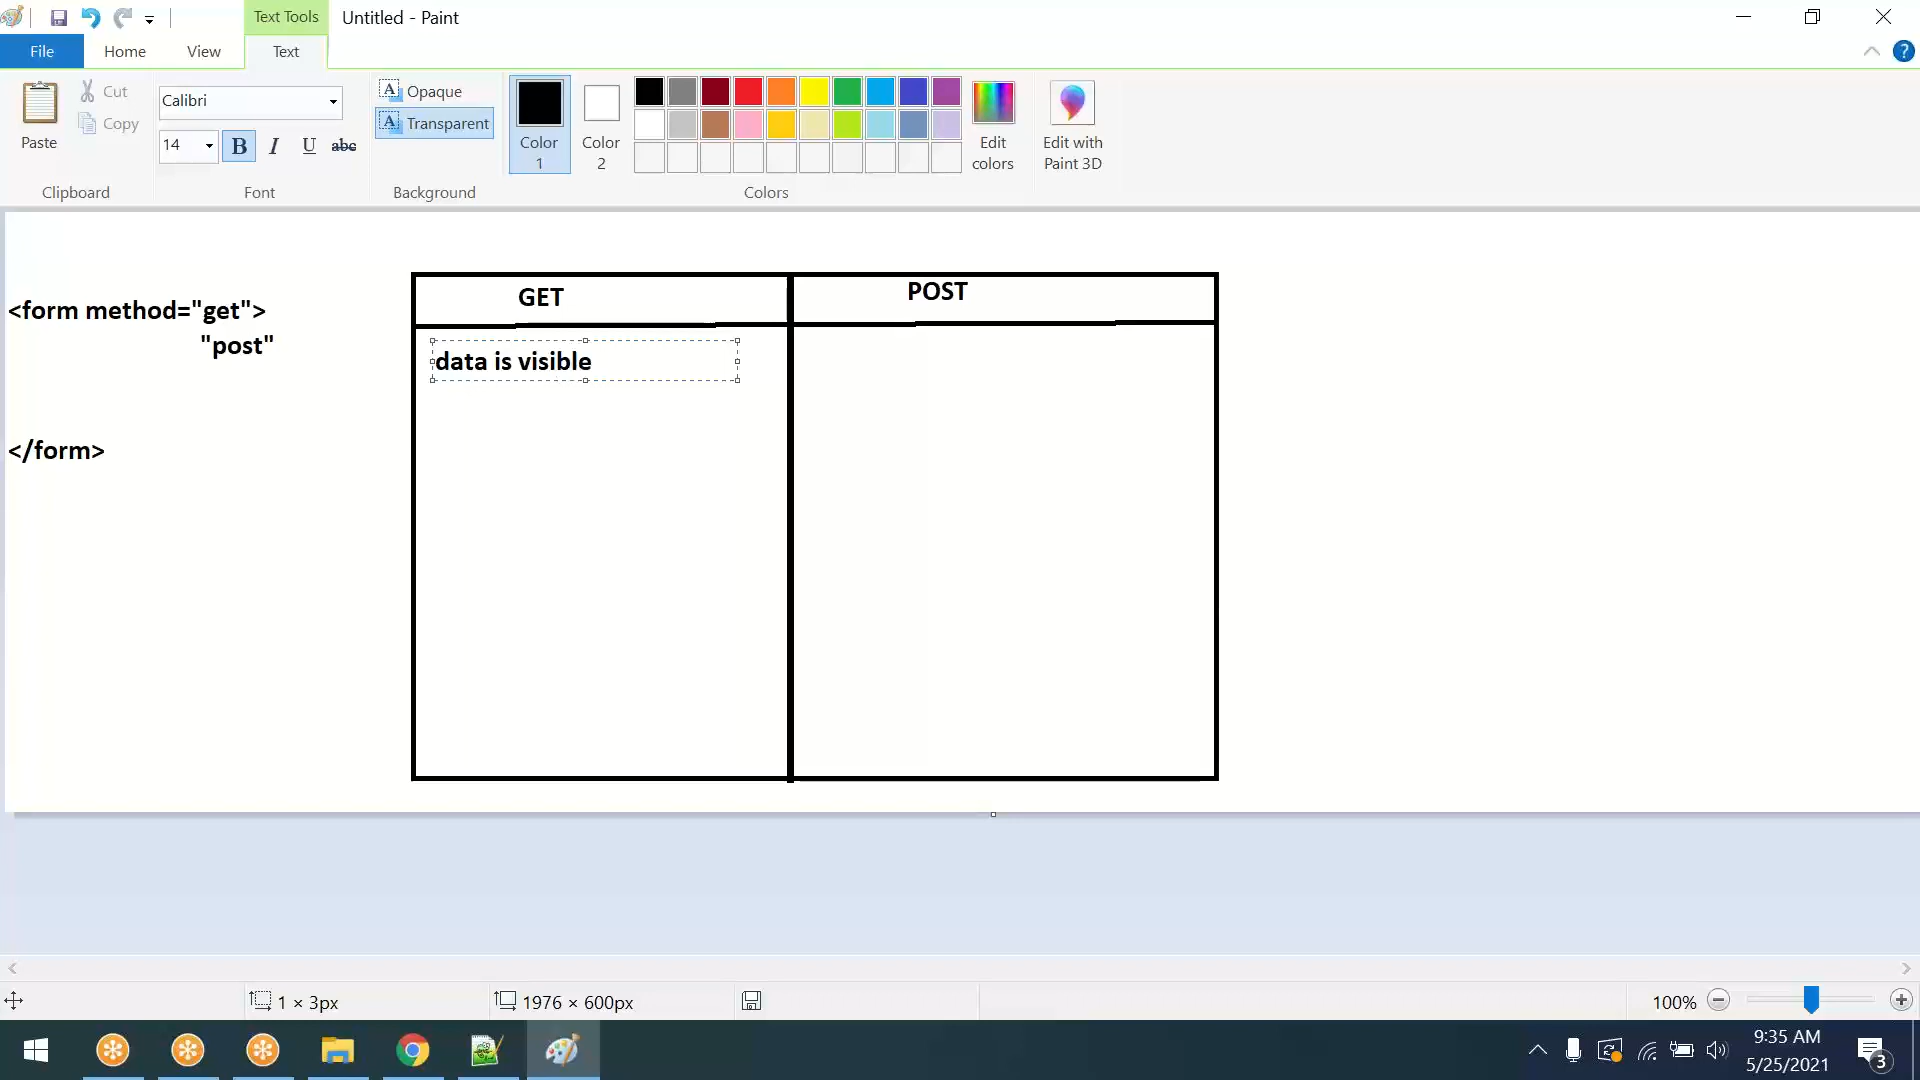 Text Tools
Untitled - Paint
File
Home
View
Text
Paste
Cut
Copy
Clipboard
Calibri
14
B
I
U
abc
Font
A Opaque
A Transparent
Background
Color 1
Color 2
Colors
Edit colors
Edit with Paint 3D
?
<form method="get">
"post"
</form>
GET
POST
data is visible
1 × 3px
1976 × 600px
100%
9:35 AM
5/25/2021
3